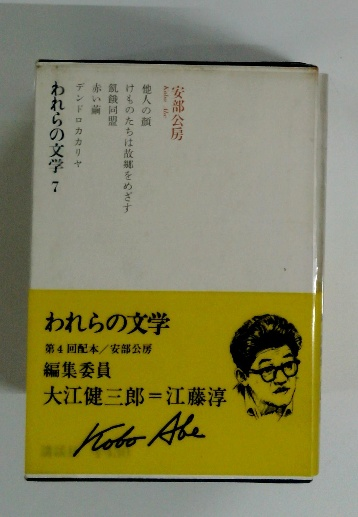 安部公房
Kobo Abe
他人の顔
けものたちは故郷をめざす
飢餓同盟
赤い繭
デンドロカカリヤ
われらの文学 7
われらの文学
第4回配本/安部公房
編集委員
大江健三郎=江藤淳
Kobo Abe